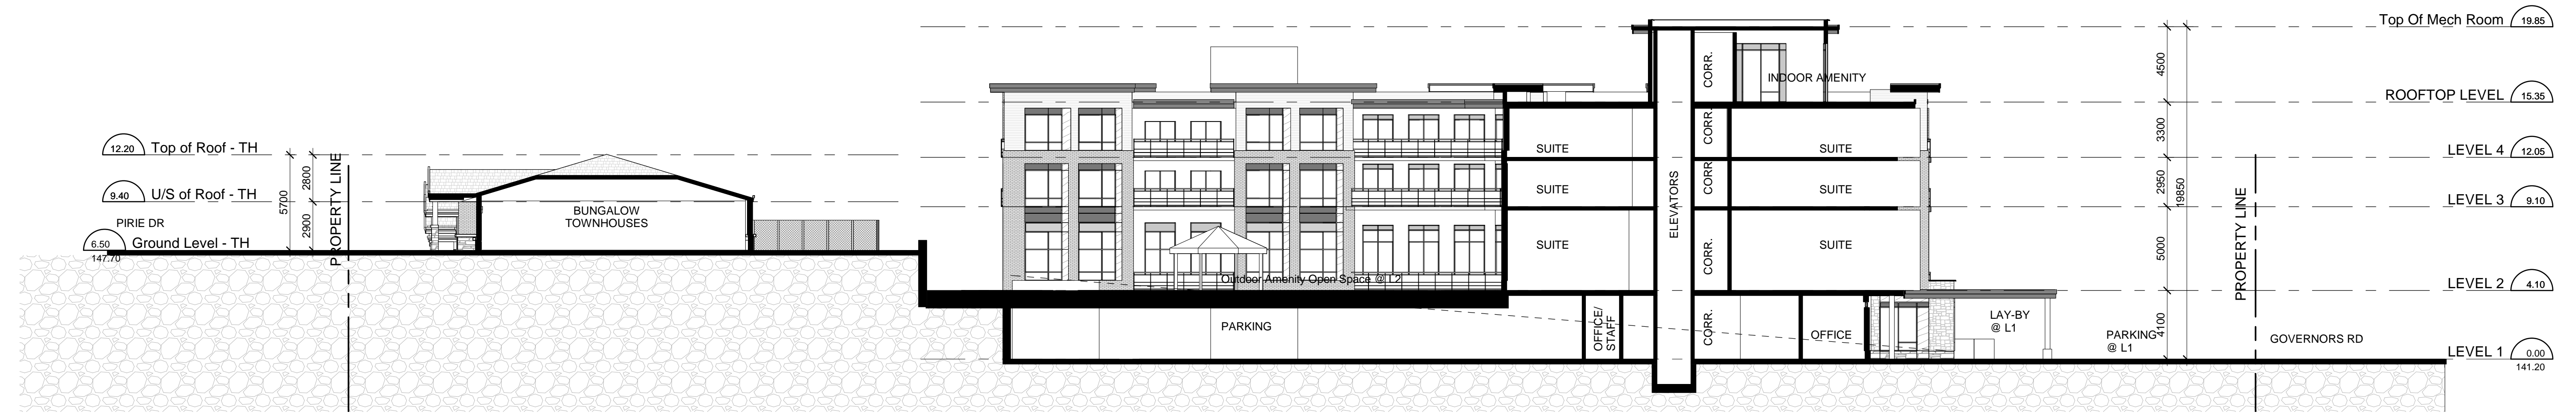 Top Of Mech Room 19.85
ROOFTOP LEVEL 15.35
LEVEL 4 12.05
LEVEL 3 9.10
LEVEL 2 4.10
LEVEL 1 0.00
141.20
12.20 Top of Roof - TH
9.40 U/S of Roof - TH
PIRIE DR
6.50 Ground Level - TH
147.70
5700
2800
2900
PROPERTY LINE
BUNGALOW
TOWNHOUSES
Outdoor Amenity Open Space @ L2
PARKING
SUITE
SUITE
SUITE
OFFICE/
STAFF
ELEVATORS
CORR.
CORR.
CORR.
CORR.
CORR.
INDOOR AMENITY
SUITE
SUITE
SUITE
OFFICE
LAY-BY
@ L1
PARKING
@ L1
4500
3300
2950
5000
4100
19850
PROPERTY LINE
GOVERNORS RD